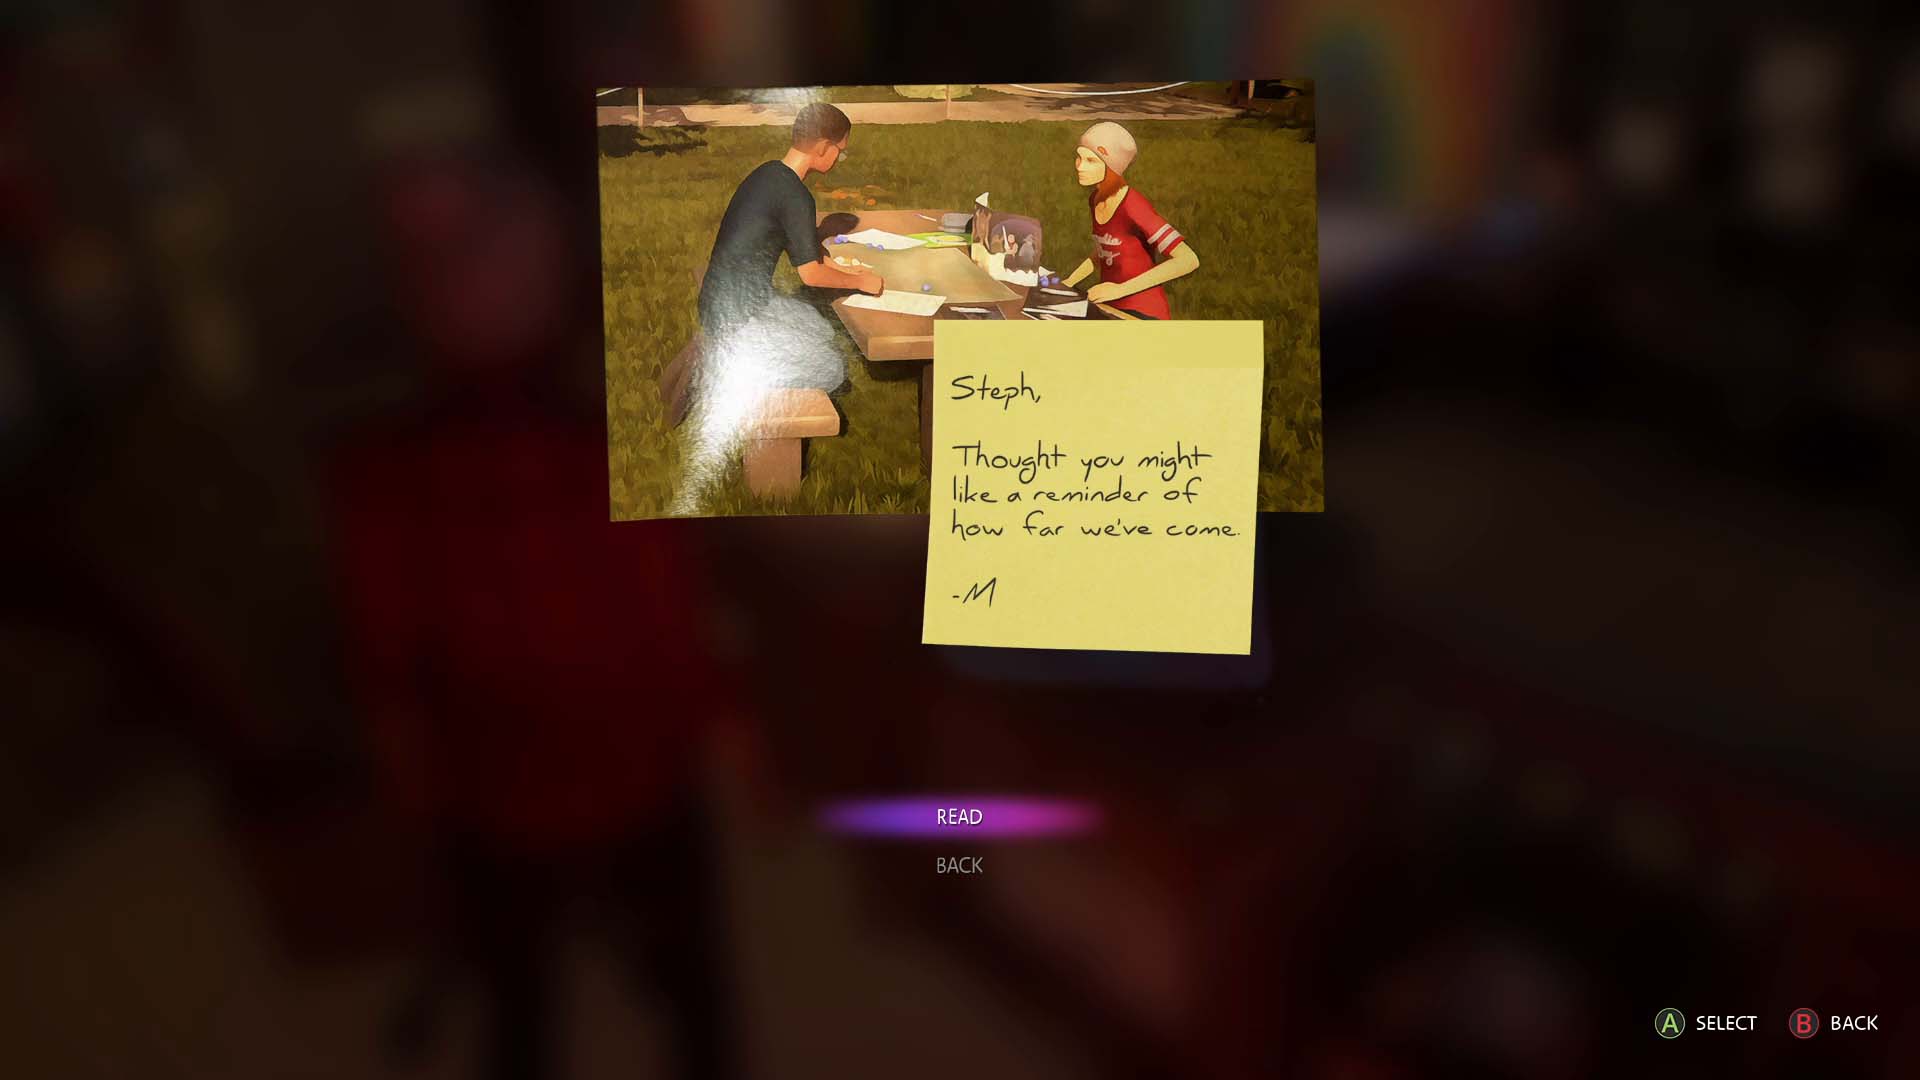 Steph,
Thought you might
like a reminder of
how far we've come.
-M
READ
BACK
A SELECT B BACK